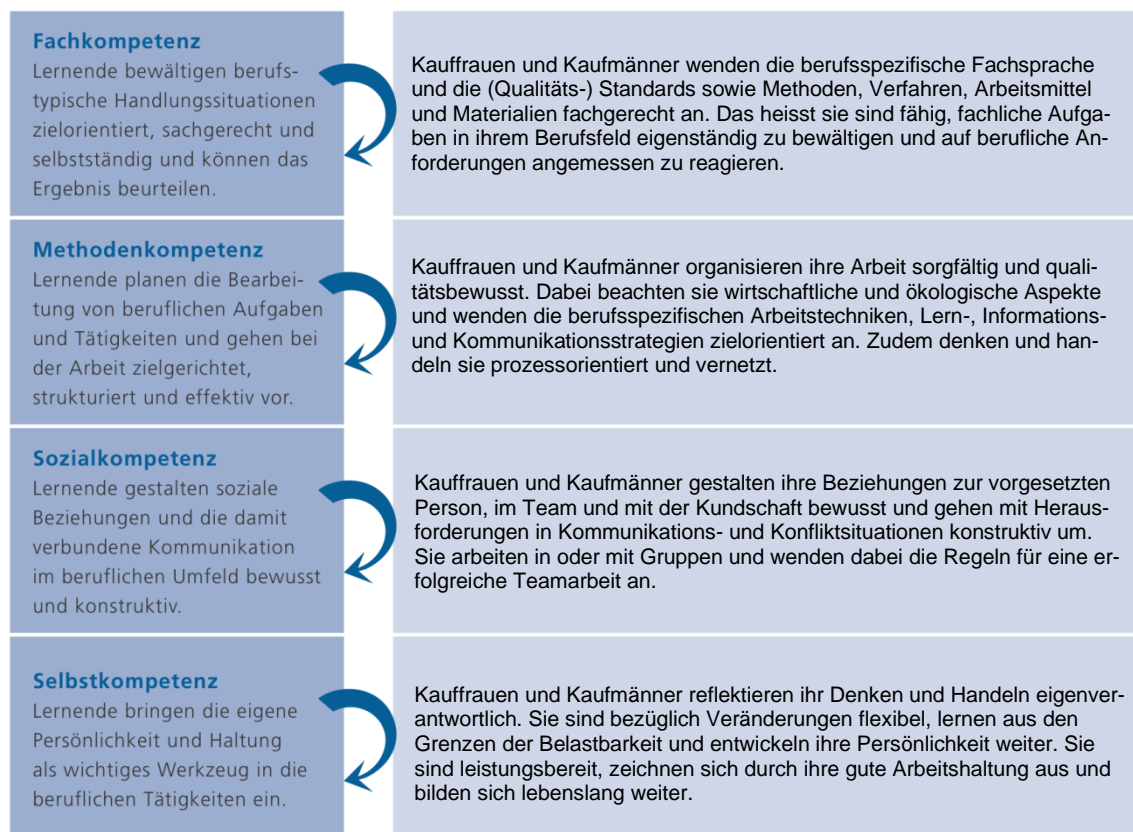 Fachkompetenz
Lernende bewältigen berufs-
typische Handlungssituationen
zielorientiert, sachgerecht und
selbstständig und können das
Ergebnis beurteilen.
Kauffrauen und Kaufmänner wenden die berufsspezifische Fachsprache
und die (Qualitäts-) Standards sowie Methoden, Verfahren, Arbeitsmittel
und Materialien fachgerecht an. Das heisst sie sind fähig, fachliche Aufga-
ben in ihrem Berufsfeld eigenständig zu bewältigen und auf berufliche An-
forderungen angemessen zu reagieren.
Methodenkompetenz
Lernende planen die Bearbei-
tung von beruflichen Aufgaben
und Tätigkeiten und gehen bei
der Arbeit zielgerichtet,
strukturiert und effektiv vor.
Kauffrauen und Kaufmänner organisieren ihre Arbeit sorgfältig und quali-
tätsbewusst. Dabei beachten sie wirtschaftliche und ökologische Aspekte
und wenden die berufsspezifischen Arbeitstechniken, Lern-, Informations-
und Kommunikationsstrategien zielorientiert an. Zudem denken und han-
deln sie prozessorientiert und vernetzt.
Sozialkompetenz
Lernende gestalten soziale
Beziehungen und die damit
verbundene Kommunikation
im beruflichen Umfeld bewusst
und konstruktiv.
Kauffrauen und Kaufmänner gestalten ihre Beziehungen zur vorgesetzten
Person, im Team und mit der Kundschaft bewusst und gehen mit Heraus-
forderungen in Kommunikations- und Konfliktsituationen konstruktiv um.
Sie arbeiten in oder mit Gruppen und wenden dabei die Regeln für eine er-
folgreiche Teamarbeit an.
Selbstkompetenz
Lernende bringen die eigene
Persönlichkeit und Haltung
als wichtiges Werkzeug in die
beruflichen Tätigkeiten ein.
Kauffrauen und Kaufmänner reflektieren ihr Denken und Handeln eigenver-
antwortlich. Sie sind bezüglich Veränderungen flexibel, lernen aus den
Grenzen der Belastbarkeit und entwickeln ihre Persönlichkeit weiter. Sie
sind leistungsbereit, zeichnen sich durch ihre gute Arbeitshaltung aus und
bilden sich lebenslang weiter.